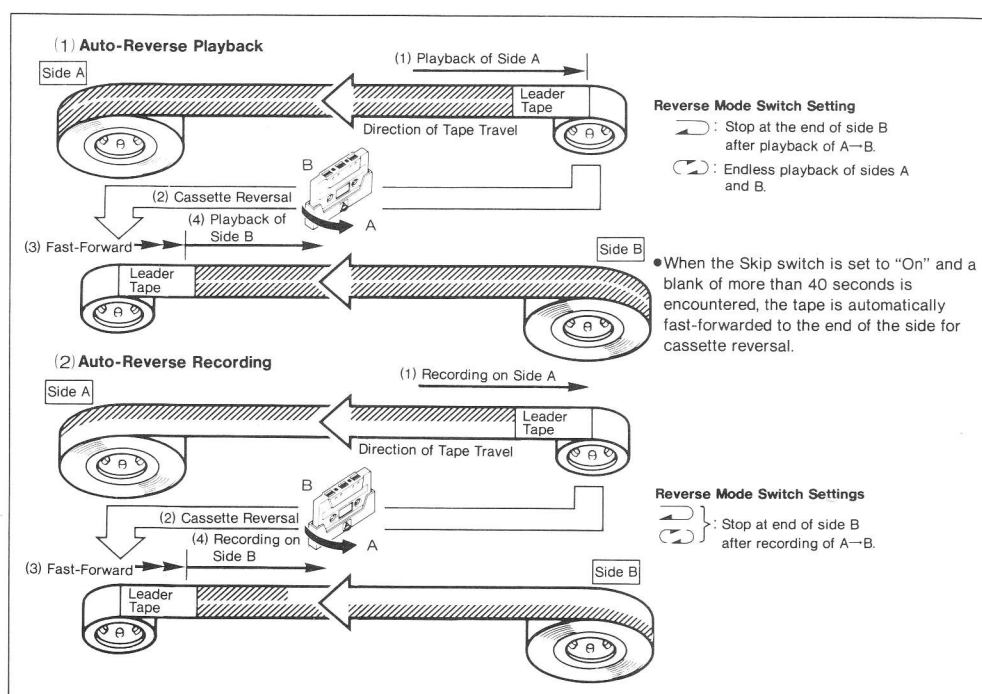 (1) Auto-Reverse Playback
Side A
(1) Playback of Side A
Leader
Tape
Direction of Tape Travel
Reverse Mode Switch Setting
: Stop at the end of side B
after playback of A→B.
: Endless playback of sides A
and B.
B
A
(2) Cassette Reversal
(3) Fast-Forward
(4) Playback of
Side B
Leader
Tape
Side B
●When the Skip switch is set to “On” and a
blank of more than 40 seconds is
encountered, the tape is automatically
fast-forwarded to the end of the side for
cassette reversal.
(2) Auto-Reverse Recording
Side A
(1) Recording on Side A
Leader
Tape
Direction of Tape Travel
B
A
(2) Cassette Reversal
(3) Fast-Forward
(4) Recording on
Side B
Reverse Mode Switch Settings
: Stop at end of side B
after recording of A→B.
Leader
Tape
Side B